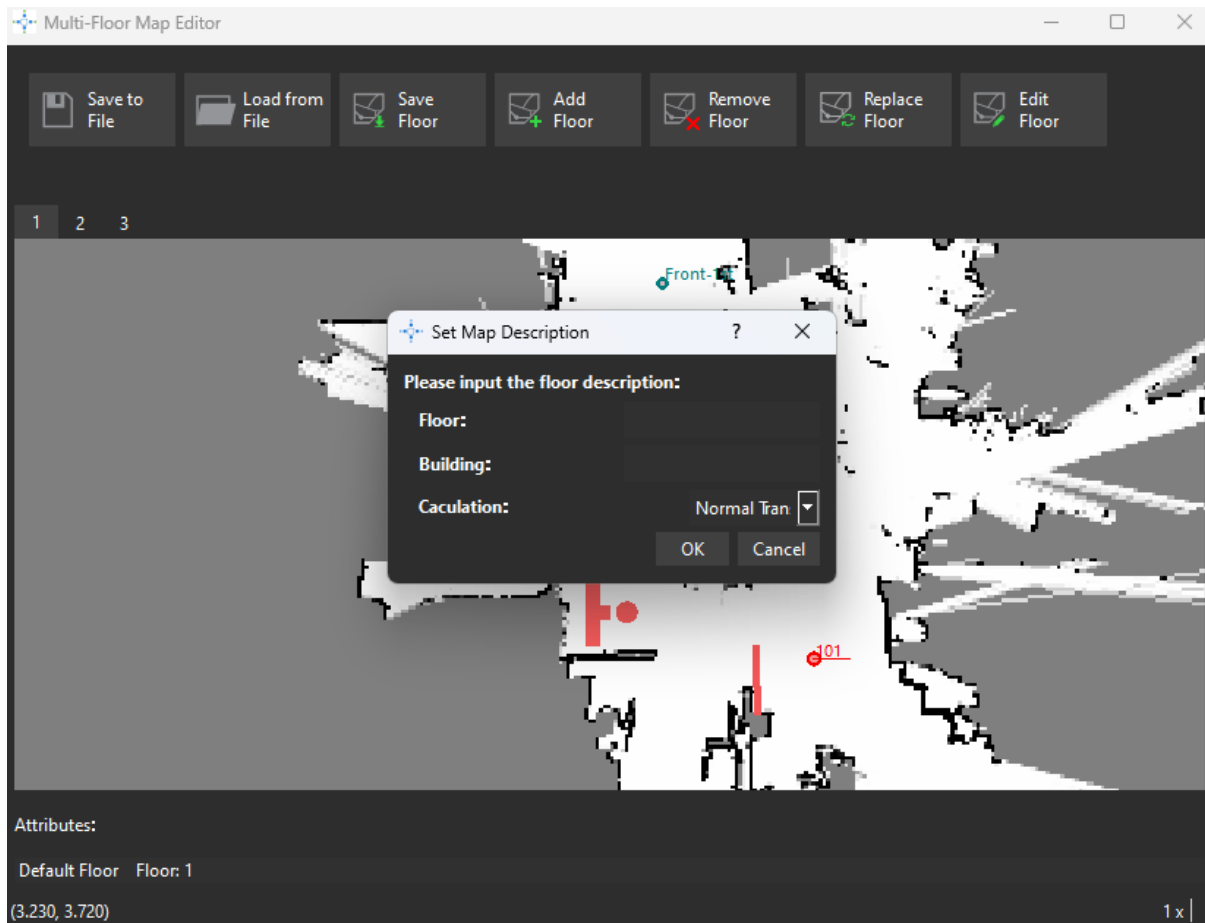 Multi-Floor Map Editor
Save to File
Load from File
Save Floor
Add Floor
Remove Floor
Replace Floor
Edit Floor
1 2 3
Front-1st
Set Map Description ?
Please input the floor description:
Floor:
Building:
Caculation: Normal Tran
OK Cancel
101
Attributes:
Default Floor Floor: 1
(3.230, 3.720) 1 x